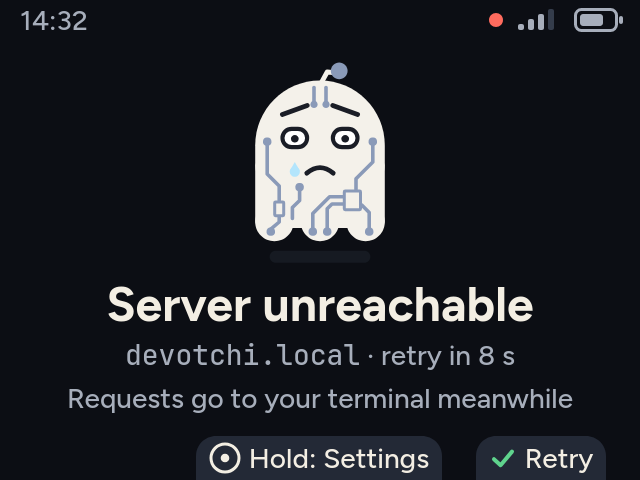 14:32
Server unreachable
devotchi.local · retry in 8 s
Requests go to your terminal meanwhile
Hold: Settings
Retry